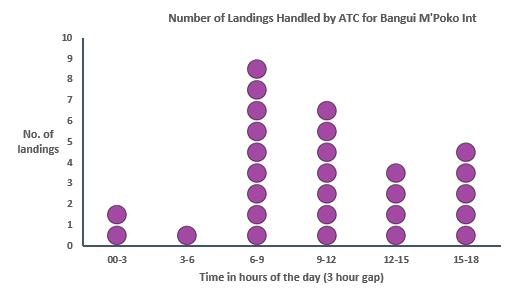 Number of Landings Handled by ATC for Bangui M'Poko Int
10
9
8
7
6
5
4
3
2
1
0
No. of
landings
00-3 3-6 6-9 9-12 12-15 15-18
Time in hours of the day (3 hour gap)